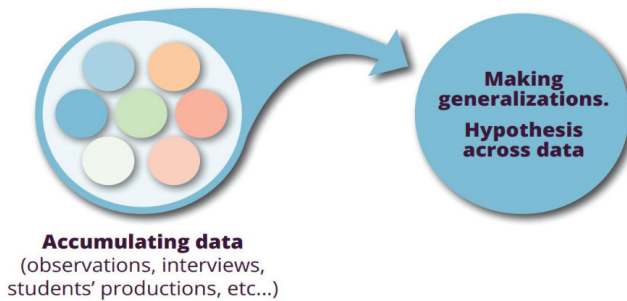 Making
generalizations.
Hypothesis
across data
Accumulating data
(observations, interviews,
students’ productions, etc...)